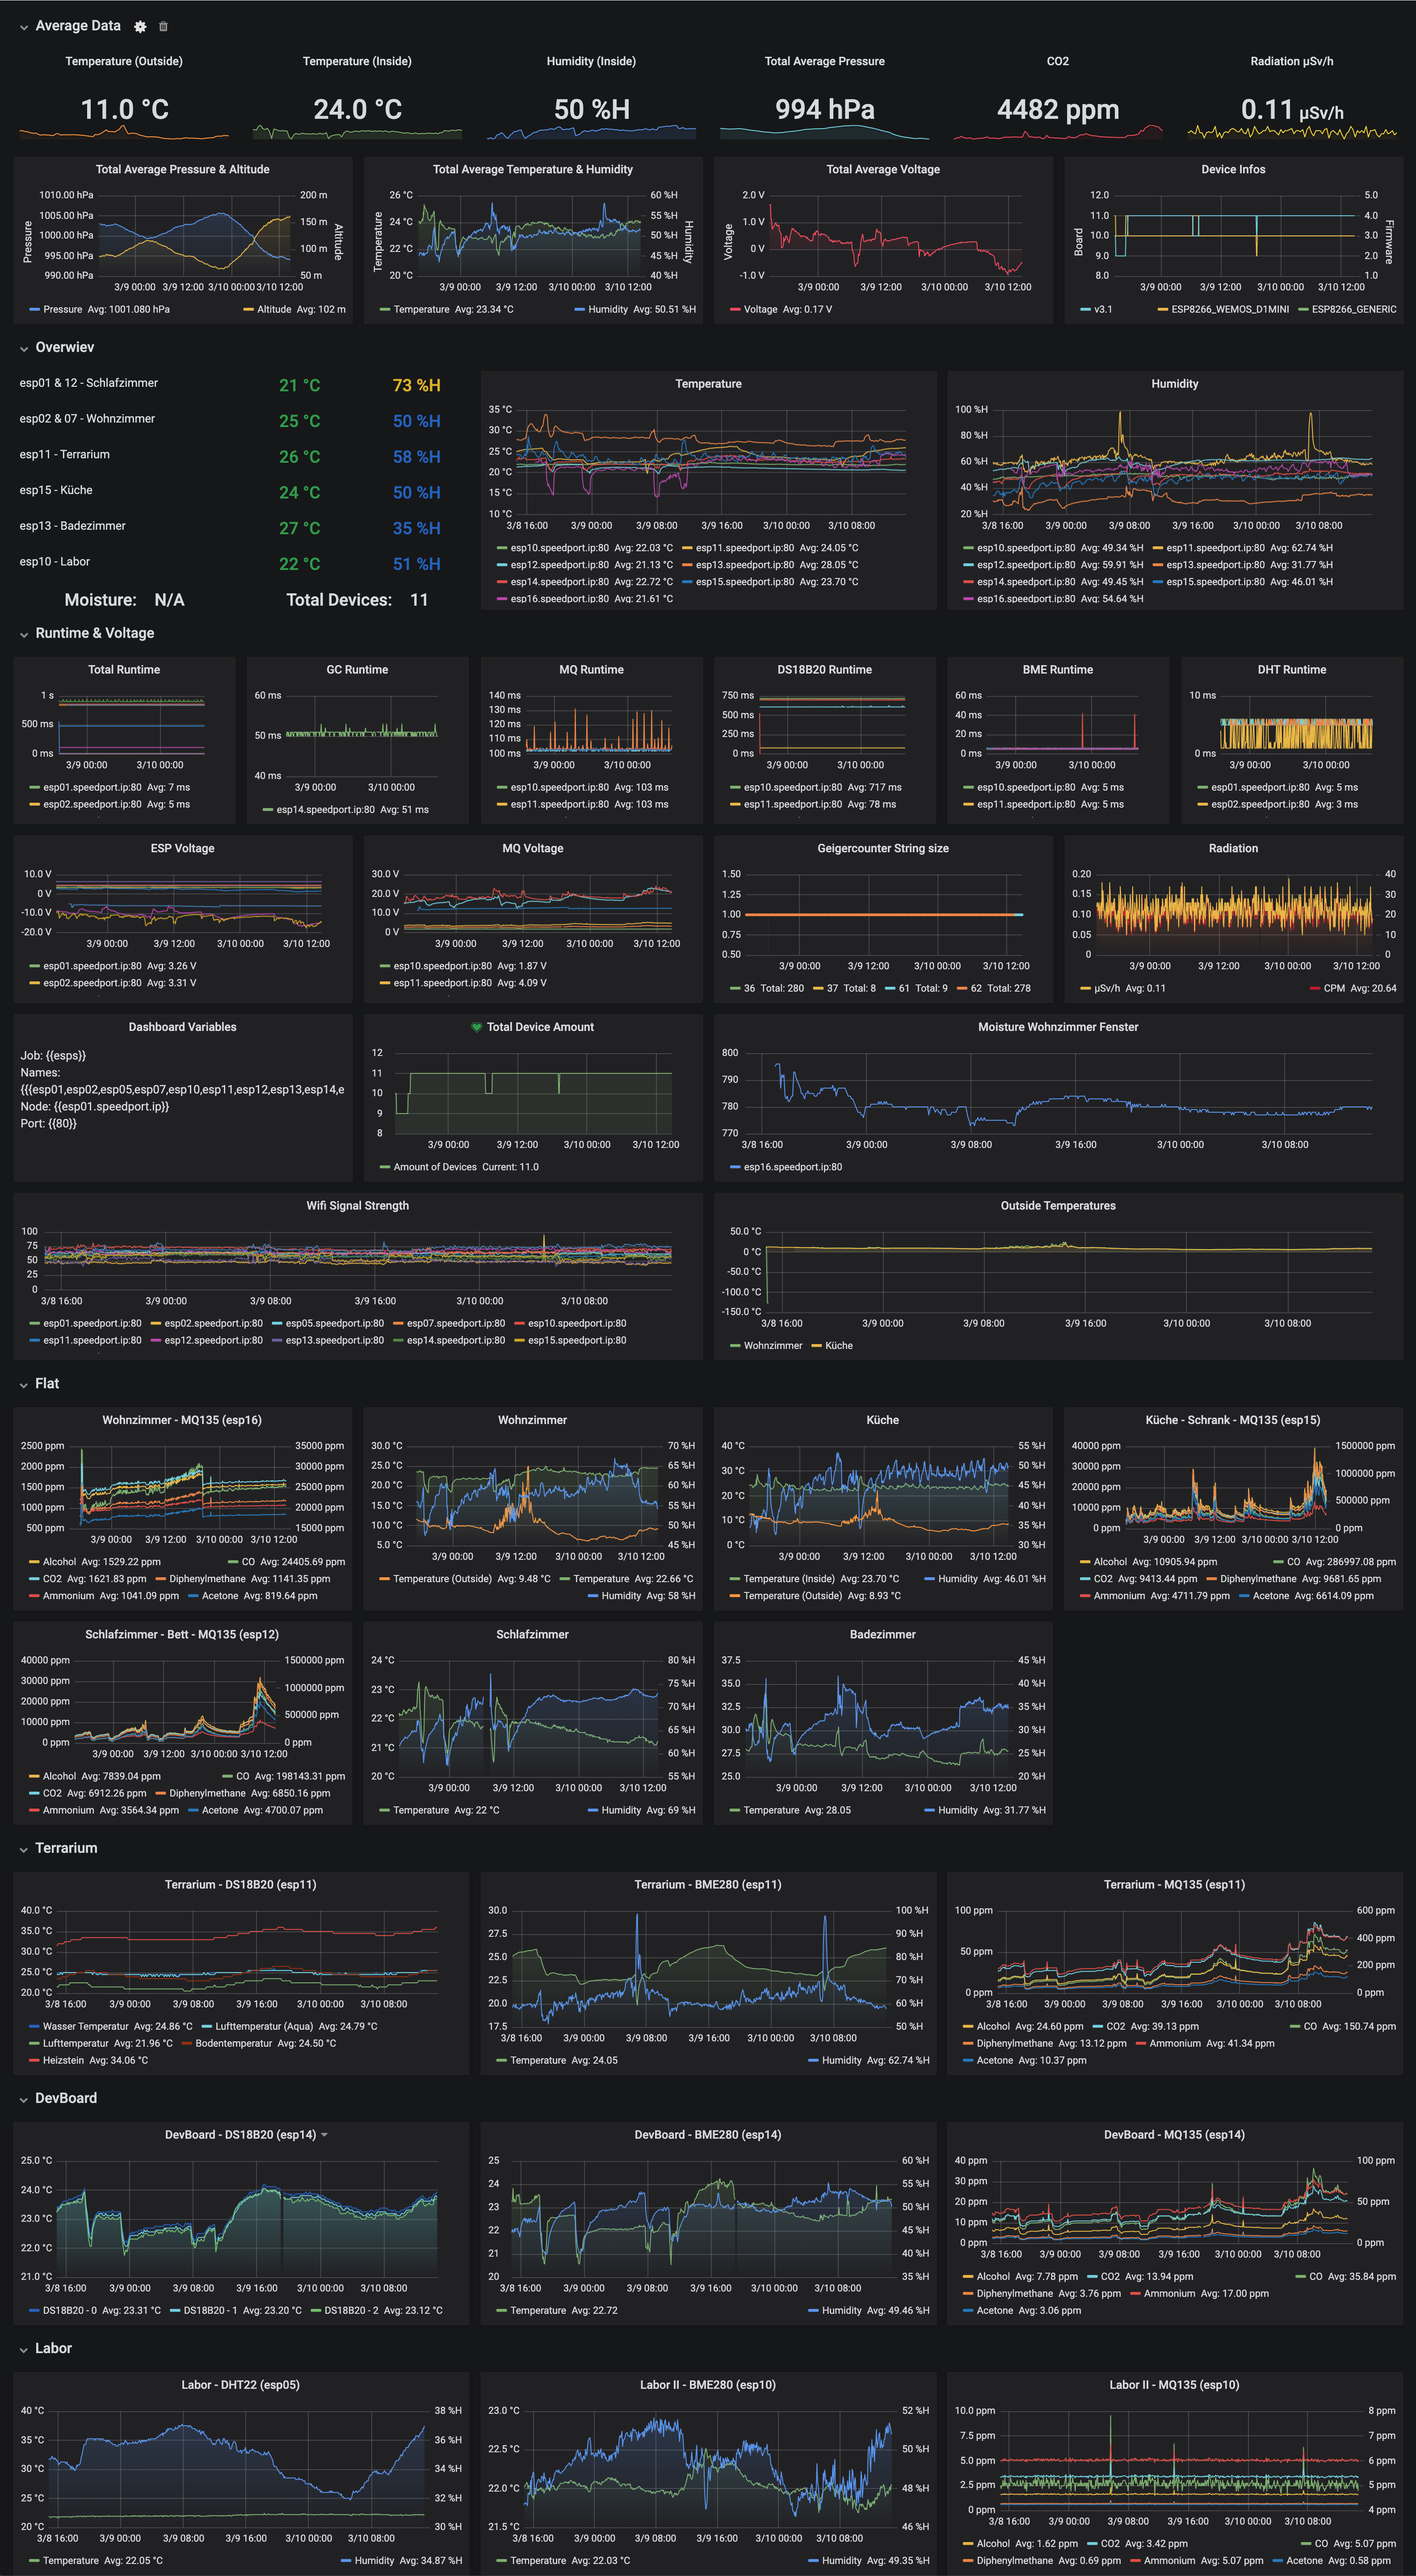 Average Data
Temperature (Outside)
Temperature (Inside)
Humidity (Inside)
Total Average Pressure
CO2
Radiation µSv/h
11.0 °C
24.0 °C
50 %H
994 hPa
4482 ppm
0.11 µSv/h
Total Average Pressure & Altitude
1010.00 hPa
1005.00 hPa
1000.00 hPa
995.00 hPa
990.00 hPa
200 m
150 m
100 m
50 m
Pressure
Altitude
3/9 00:00 3/9 12:00 3/10 00:00 3/10 12:00
Pressure Avg: 1001.080 hPa
Altitude Avg: 102 m
Total Average Temperature & Humidity
26 °C
24 °C
22 °C
20 °C
60 %H
55 %H
50 %H
45 %H
40 %H
Temperature
Humidity
3/9 00:00 3/9 12:00 3/10 00:00 3/10 12:00
Temperature Avg: 23.34 °C
Humidity Avg: 50.51 %H
Total Average Voltage
2.0 V
1.0 V
0 V
-1.0 V
Voltage
3/9 00:00 3/9 12:00 3/10 00:00 3/10 12:00
Voltage Avg: 0.17 V
Device Infos
12.0
11.0
10.0
9.0
8.0
5.0
4.0
3.0
2.0
1.0
Board
Firmware
3/9 00:00 3/9 12:00 3/10 00:00 3/10 12:00
v3.1
ESP8266_WEMOS_D1MINI
ESP8266_GENERIC
Overwiev
esp01 & 12 - Schlafzimmer 21 °C 73 %H
esp02 & 07 - Wohnzimmer 25 °C 50 %H
esp11 - Terrarium 26 °C 58 %H
esp15 - Küche 24 °C 50 %H
esp13 - Badezimmer 27 °C 35 %H
esp10 - Labor 22 °C 51 %H
Moisture: N/A Total Devices: 11
Temperature
35 °C
30 °C
25 °C
20 °C
15 °C
10 °C
3/8 16:00 3/9 00:00 3/9 08:00 3/9 16:00 3/10 00:00 3/10 08:00
esp10.speedport.ip:80 Avg: 22.03 °C esp11.speedport.ip:80 Avg: 24.05 °C
esp12.speedport.ip:80 Avg: 21.13 °C esp13.speedport.ip:80 Avg: 28.05 °C
esp14.speedport.ip:80 Avg: 22.72 °C esp15.speedport.ip:80 Avg: 23.70 °C
esp16.speedport.ip:80 Avg: 21.61 °C
Humidity
100 %H
80 %H
60 %H
40 %H
20 %H
3/8 16:00 3/9 00:00 3/9 08:00 3/9 16:00 3/10 00:00 3/10 08:00
esp10.speedport.ip:80 Avg: 49.34 %H esp11.speedport.ip:80 Avg: 62.74 %H
esp12.speedport.ip:80 Avg: 59.91 %H esp13.speedport.ip:80 Avg: 31.77 %H
esp14.speedport.ip:80 Avg: 49.45 %H esp15.speedport.ip:80 Avg: 46.01 %H
esp16.speedport.ip:80 Avg: 54.64 %H
Runtime & Voltage
Total Runtime
1 s
500 ms
0 ms
3/9 00:00 3/10 00:00
esp01.speedport.ip:80 Avg: 7 ms
esp02.speedport.ip:80 Avg: 5 ms
GC Runtime
60 ms
50 ms
40 ms
3/9 00:00 3/10 00:00
esp14.speedport.ip:80 Avg: 51 ms
MQ Runtime
140 ms
130 ms
120 ms
110 ms
100 ms
3/9 00:00 3/10 00:00
esp10.speedport.ip:80 Avg: 103 ms
esp11.speedport.ip:80 Avg: 103 ms
DS18B20 Runtime
750 ms
500 ms
250 ms
0 ms
3/9 00:00 3/10 00:00
esp10.speedport.ip:80 Avg: 717 ms
esp11.speedport.ip:80 Avg: 78 ms
BME Runtime
60 ms
40 ms
20 ms
0 ms
3/9 00:00 3/10 00:00
esp10.speedport.ip:80 Avg: 5 ms
esp11.speedport.ip:80 Avg: 5 ms
DHT Runtime
10 ms
0 ms
3/9 00:00 3/10 00:00
esp01.speedport.ip:80 Avg: 5 ms
esp02.speedport.ip:80 Avg: 3 ms
ESP Voltage
10.0 V
0 V
-10.0 V
-20.0 V
3/9 00:00 3/9 12:00 3/10 00:00 3/10 12:00
esp01.speedport.ip:80 Avg: 3.26 V
esp02.speedport.ip:80 Avg: 3.31 V
MQ Voltage
30.0 V
20.0 V
10.0 V
0 V
3/9 00:00 3/9 12:00 3/10 00:00 3/10 12:00
esp10.speedport.ip:80 Avg: 1.87 V
esp11.speedport.ip:80 Avg: 4.09 V
Geigercounter String size
1.50
1.25
1.00
0.75
0.50
3/9 00:00 3/9 12:00 3/10 00:00 3/10 12:00
36 Total: 280 37 Total: 8 61 Total: 9 62 Total: 278
Radiation
0.20
0.15
0.10
0.05
0
40
30
20
10
0
3/9 00:00 3/9 12:00 3/10 00:00 3/10 12:00
µSv/h Avg: 0.11
CPM Avg: 20.64
Dashboard Variables
Job: {{esps}}
Names:
{{{esp01,esp02,esp05,esp07,esp10,esp11,esp12,esp13,esp14,e
Node: {{esp01.speedport.ip}}
Port: {{80}}
Total Device Amount
12
11
10
9
8
3/9 00:00 3/9 12:00 3/10 00:00 3/10 12:00
Amount of Devices Current: 11.0
Moisture Wohnzimmer Fenster
800
790
780
770
3/8 16:00 3/9 00:00 3/9 08:00 3/9 16:00 3/10 00:00 3/10 08:00
esp16.speedport.ip:80
Wifi Signal Strength
100
75
50
25
0
3/8 16:00 3/9 00:00 3/9 08:00 3/9 16:00 3/10 00:00 3/10 08:00
esp01.speedport.ip:80 esp02.speedport.ip:80 esp05.speedport.ip:80 esp07.speedport.ip:80 esp10.speedport.ip:80
esp11.speedport.ip:80 esp12.speedport.ip:80 esp13.speedport.ip:80 esp14.speedport.ip:80 esp15.speedport.ip:80
Outside Temperatures
50.0 °C
0 °C
-50.0 °C
-100.0 °C
-150.0 °C
3/8 16:00 3/9 00:00 3/9 08:00 3/9 16:00 3/10 00:00 3/10 08:00
Wohnzimmer Küche
Flat
Wohnzimmer - MQ135 (esp16)
2500 ppm
2000 ppm
1500 ppm
1000 ppm
500 ppm
35000 ppm
30000 ppm
25000 ppm
20000 ppm
15000 ppm
3/9 00:00 3/9 12:00 3/10 00:00 3/10 12:00
Alcohol Avg: 1529.22 ppm CO Avg: 24405.69 ppm
CO2 Avg: 1621.83 ppm Diphenylmethane Avg: 1141.35 ppm
Ammonium Avg: 1041.09 ppm Acetone Avg: 819.64 ppm
Wohnzimmer
30.0 °C
25.0 °C
20.0 °C
15.0 °C
10.0 °C
5.0 °C
70 %H
65 %H
60 %H
55 %H
50 %H
45 %H
3/9 00:00 3/9 12:00 3/10 00:00 3/10 12:00
Temperature (Outside) Avg: 9.48 °C Temperature Avg: 22.66 °C
Humidity Avg: 58 %H
Küche
40 °C
30 °C
20 °C
10 °C
0 °C
55 %H
50 %H
45 %H
40 %H
35 %H
30 %H
3/9 00:00 3/9 12:00 3/10 00:00 3/10 12:00
Temperature (Inside) Avg: 23.70 °C Humidity Avg: 46.01 %H
Temperature (Outside) Avg: 8.93 °C
Küche - Schrank - MQ135 (esp15)
40000 ppm
30000 ppm
20000 ppm
10000 ppm
0 ppm
1500000 ppm
1000000 ppm
500000 ppm
0 ppm
3/9 00:00 3/9 12:00 3/10 00:00 3/10 12:00
Alcohol Avg: 10905.94 ppm CO Avg: 286997.08 ppm
CO2 Avg: 9413.44 ppm Diphenylmethane Avg: 9681.65 ppm
Ammonium Avg: 4711.79 ppm Acetone Avg: 6614.09 ppm
Schlafzimmer - Bett - MQ135 (esp12)
40000 ppm
30000 ppm
20000 ppm
10000 ppm
0 ppm
1500000 ppm
1000000 ppm
500000 ppm
0 ppm
3/9 00:00 3/9 12:00 3/10 00:00 3/10 12:00
Alcohol Avg: 7839.04 ppm CO Avg: 198143.31 ppm
CO2 Avg: 6912.26 ppm Diphenylmethane Avg: 6850.16 ppm
Ammonium Avg: 3564.34 ppm Acetone Avg: 4700.07 ppm
Schlafzimmer
24 °C
23 °C
22 °C
21 °C
20 °C
80 %H
75 %H
70 %H
65 %H
60 %H
55 %H
3/9 00:00 3/9 12:00 3/10 00:00 3/10 12:00
Temperature Avg: 22 °C Humidity Avg: 69 %H
Badezimmer
37.5
35.0
32.5
30.0
27.5
25.0
45 %H
40 %H
35 %H
30 %H
25 %H
20 %H
3/9 00:00 3/9 12:00 3/10 00:00 3/10 12:00
Temperature Avg: 28.05 Humidity Avg: 31.77 %H
Terrarium
Terrarium - DS18B20 (esp11)
40.0 °C
35.0 °C
30.0 °C
25.0 °C
20.0 °C
3/8 16:00 3/9 00:00 3/9 08:00 3/9 16:00 3/10 00:00 3/10 08:00
Wasser Temperatur Avg: 24.86 °C Lufttemperatur (Aqua) Avg: 24.79 °C
Lufttemperatur Avg: 21.96 °C Bodentemperatur Avg: 24.50 °C
Heizstein Avg: 34.06 °C
Terrarium - BME280 (esp11)
30.0
27.5
25.0
22.5
20.0
17.5
100 %H
90 %H
80 %H
70 %H
60 %H
50 %H
3/8 16:00 3/9 00:00 3/9 08:00 3/9 16:00 3/10 00:00 3/10 08:00
Temperature Avg: 24.05 Humidity Avg: 62.74 %H
Terrarium - MQ135 (esp11)
100 ppm
50 ppm
0 ppm
600 ppm
400 ppm
200 ppm
0 ppm
3/8 16:00 3/9 00:00 3/9 08:00 3/9 16:00 3/10 00:00 3/10 08:00
Alcohol Avg: 24.60 ppm CO2 Avg: 39.13 ppm CO Avg: 150.74 ppm
Diphenylmethane Avg: 13.12 ppm Ammonium Avg: 41.34 ppm
Acetone Avg: 10.37 ppm
DevBoard
DevBoard - DS18B20 (esp14)
25.0 °C
24.0 °C
23.0 °C
22.0 °C
21.0 °C
3/8 16:00 3/9 00:00 3/9 08:00 3/9 16:00 3/10 00:00 3/10 08:00
DS18B20 - 0 Avg: 23.31 °C DS18B20 - 1 Avg: 23.20 °C DS18B20 - 2 Avg: 23.12 °C
DevBoard - BME280 (esp14)
25
24
23
22
21
20
60 %H
55 %H
50 %H
45 %H
40 %H
35 %H
3/8 16:00 3/9 00:00 3/9 08:00 3/9 16:00 3/10 00:00 3/10 08:00
Temperature Avg: 22.72 Humidity Avg: 49.46 %H
DevBoard - MQ135 (esp14)
40 ppm
30 ppm
20 ppm
10 ppm
0 ppm
100 ppm
50 ppm
0 ppm
3/8 16:00 3/9 00:00 3/9 08:00 3/9 16:00 3/10 00:00 3/10 08:00
Alcohol Avg: 7.78 ppm CO2 Avg: 13.94 ppm CO Avg: 35.84 ppm
Diphenylmethane Avg: 3.76 ppm Ammonium Avg: 17.00 ppm
Acetone Avg: 3.06 ppm
Labor
Labor - DHT22 (esp05)
40 °C
35 °C
30 °C
25 °C
20 °C
38 %H
36 %H
34 %H
32 %H
30 %H
3/8 16:00 3/9 00:00 3/9 08:00 3/9 16:00 3/10 00:00 3/10 08:00
Temperature Avg: 22.05 °C Humidity Avg: 34.87 %H
Labor II - BME280 (esp10)
23.0 °C
22.5 °C
22.0 °C
21.5 °C
52 %H
50 %H
48 %H
46 %H
3/8 16:00 3/9 00:00 3/9 08:00 3/9 16:00 3/10 00:00 3/10 08:00
Temperature Avg: 22.03 °C Humidity Avg: 49.35 %H
Labor II - MQ135 (esp10)
10.0 ppm
7.5 ppm
5.0 ppm
2.5 ppm
0 ppm
8 ppm
7 ppm
6 ppm
5 ppm
4 ppm
3/8 16:00 3/9 00:00 3/9 08:00 3/9 16:00 3/10 00:00 3/10 08:00
Alcohol Avg: 1.62 ppm CO2 Avg: 3.42 ppm CO Avg: 5.07 ppm
Diphenylmethane Avg: 0.69 ppm Ammonium Avg: 5.07 ppm Acetone Avg: 0.58 ppm